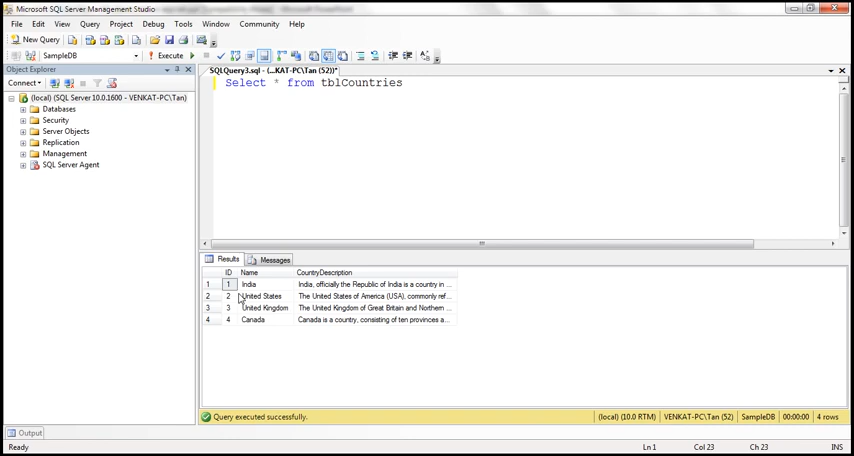 Microsoft SQL Server Management Studio
File Edit View Query Project Debug Tools Window Community Help
New Query
SampleDB Execute
Object Explorer
SQLQuery3.sql - (...KAT-PC\Tan (52))*
Connect
Select * from tblCountries
(local) (SQL Server 10.0.1600 - VENKAT-PC\Tan)
Databases
Security
Server Objects
Replication
Management
SQL Server Agent
Results Messages
ID Name CountryDescription
1 1 India India, officially the Republic of India is a country in ...
2 2 United States The United States of America (USA), commonly ref...
3 3 United Kingdom The United Kingdom of Great Britain and Northern ...
4 4 Canada Canada is a country, consisting of ten provinces a...
Query executed successfully. (local) (10.0 RTM) VENKAT-PC\Tan (52) SampleDB 00:00:00 4 rows
Output
Ready Ln 1 Col 23 Ch 23 INS